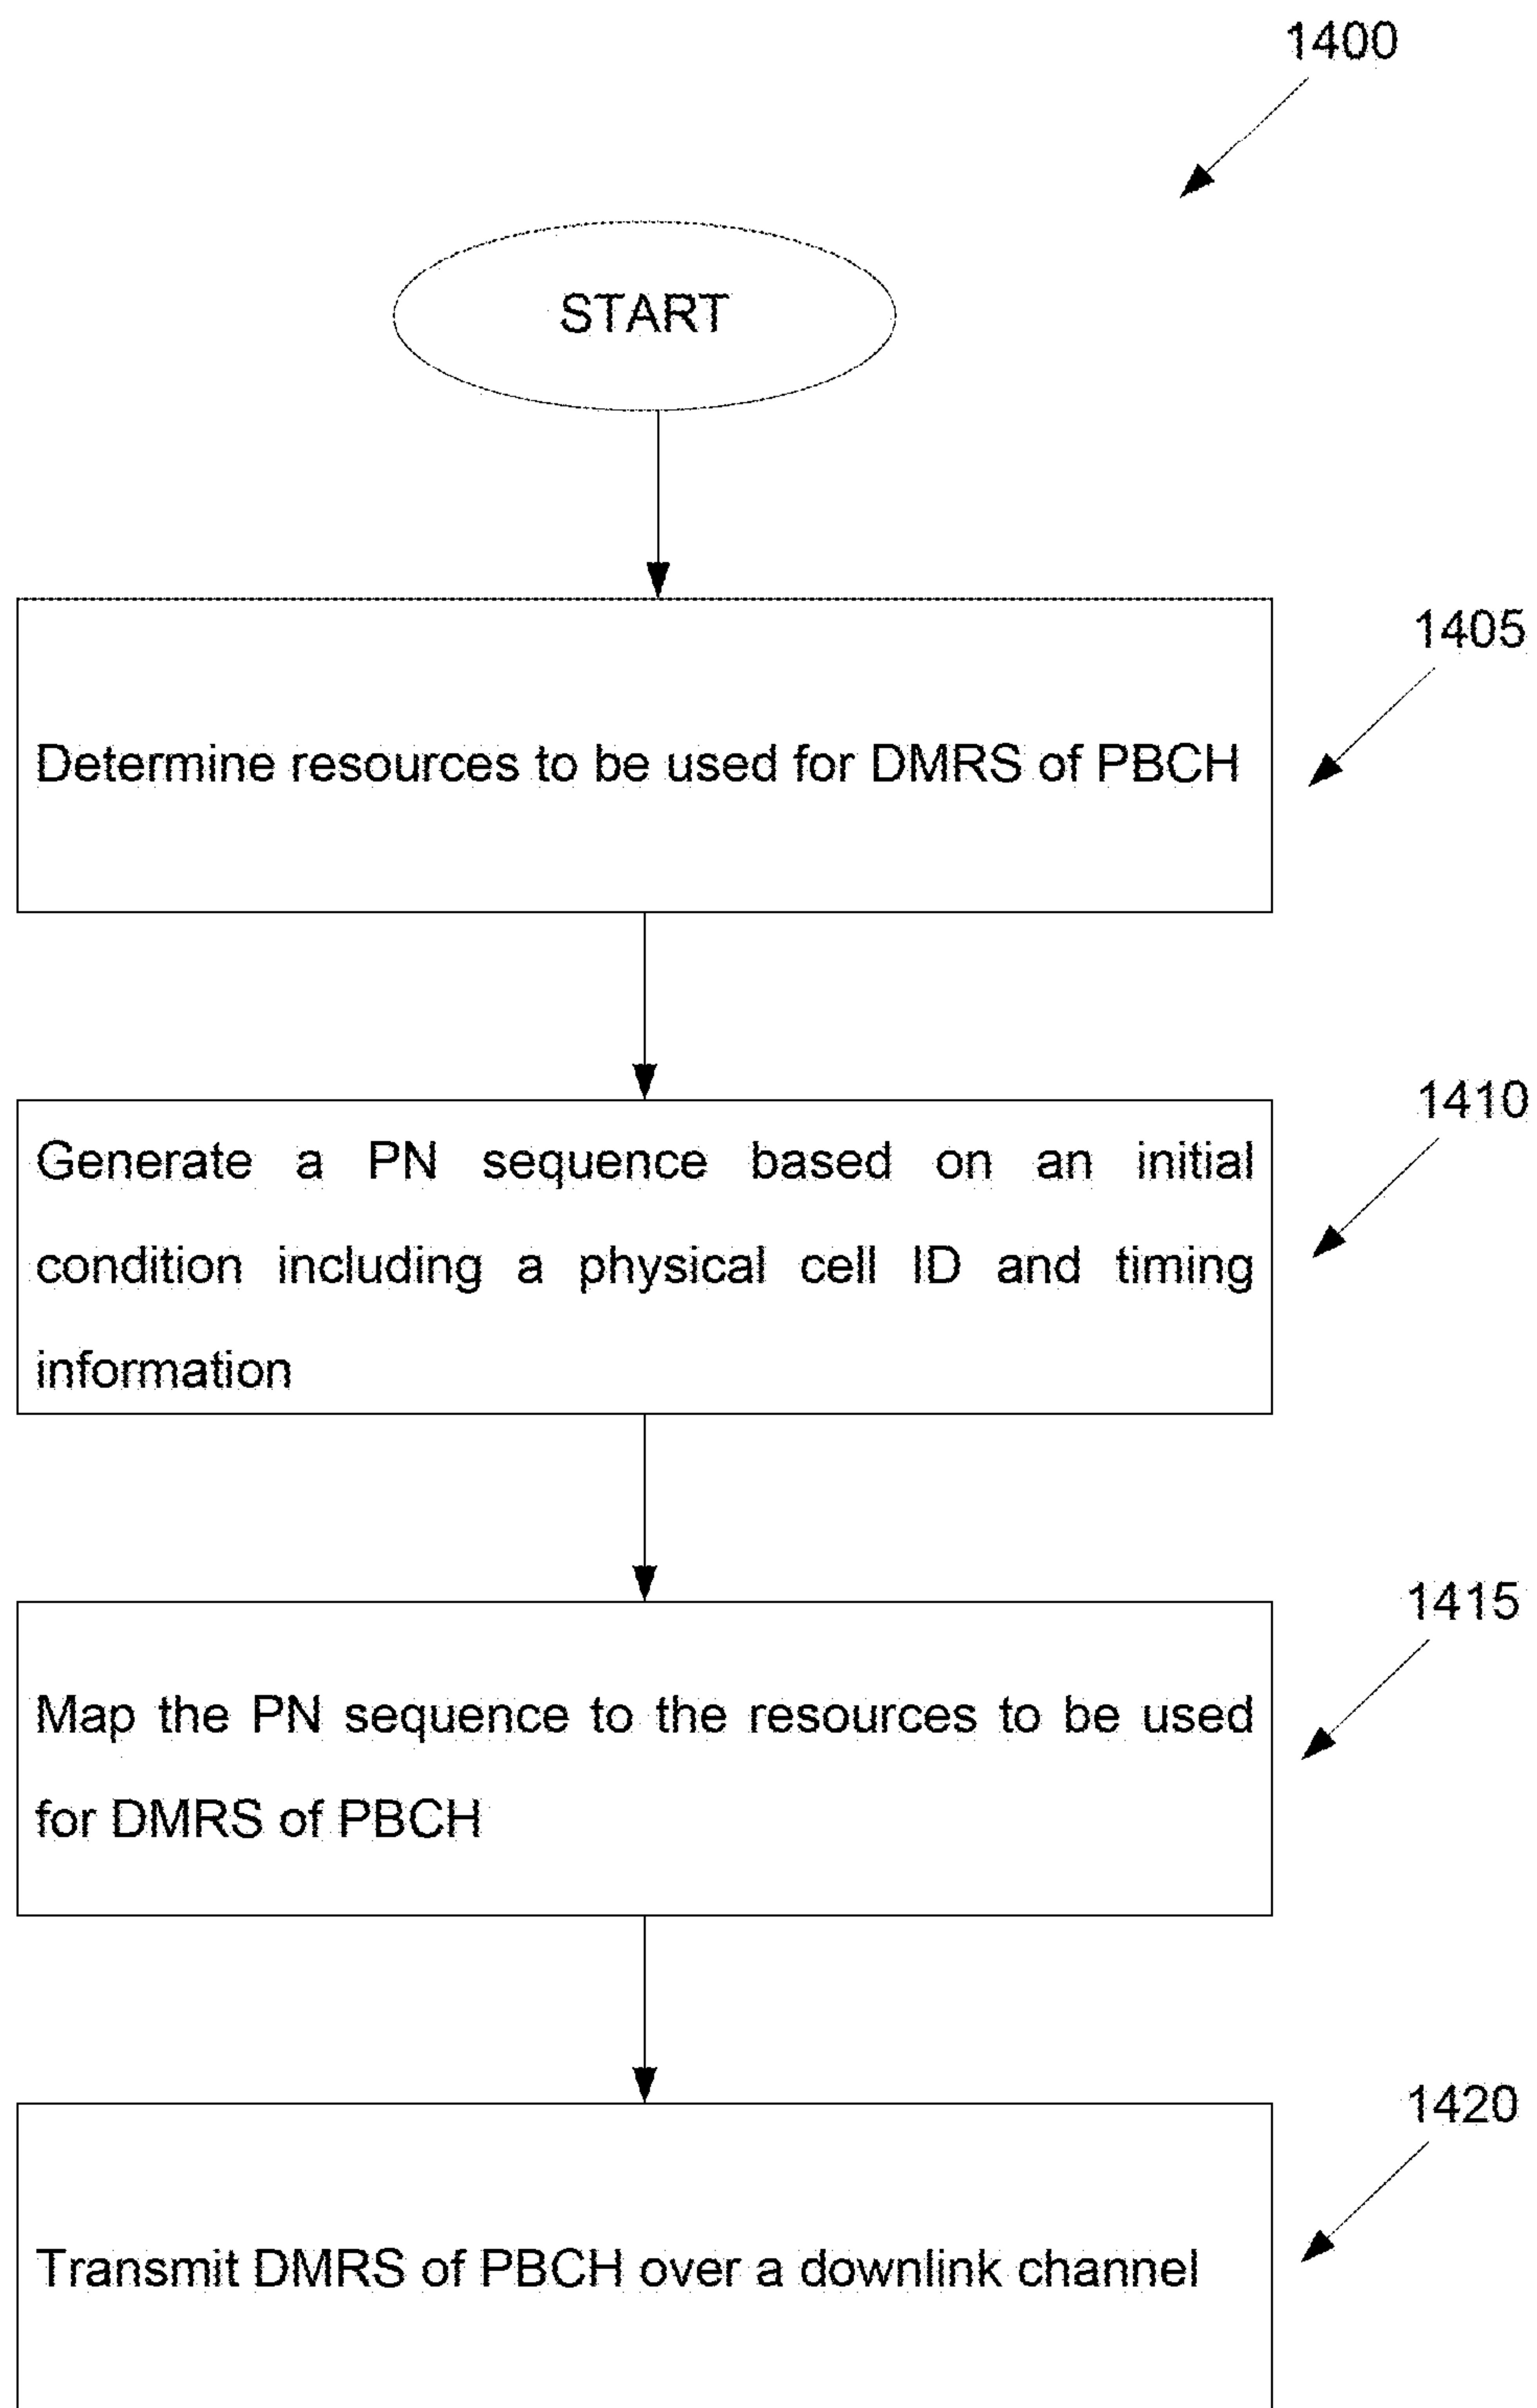 1400
START
1405
Determine resources to be used for DMRS of PBCH
1410
Generate a PN sequence based on an initial
condition including a physical cell ID and timing
information
1415
Map the PN sequence to the resources to be used
for DMRS of PBCH
1420
Transmit DMRS of PBCH over a downlink channel